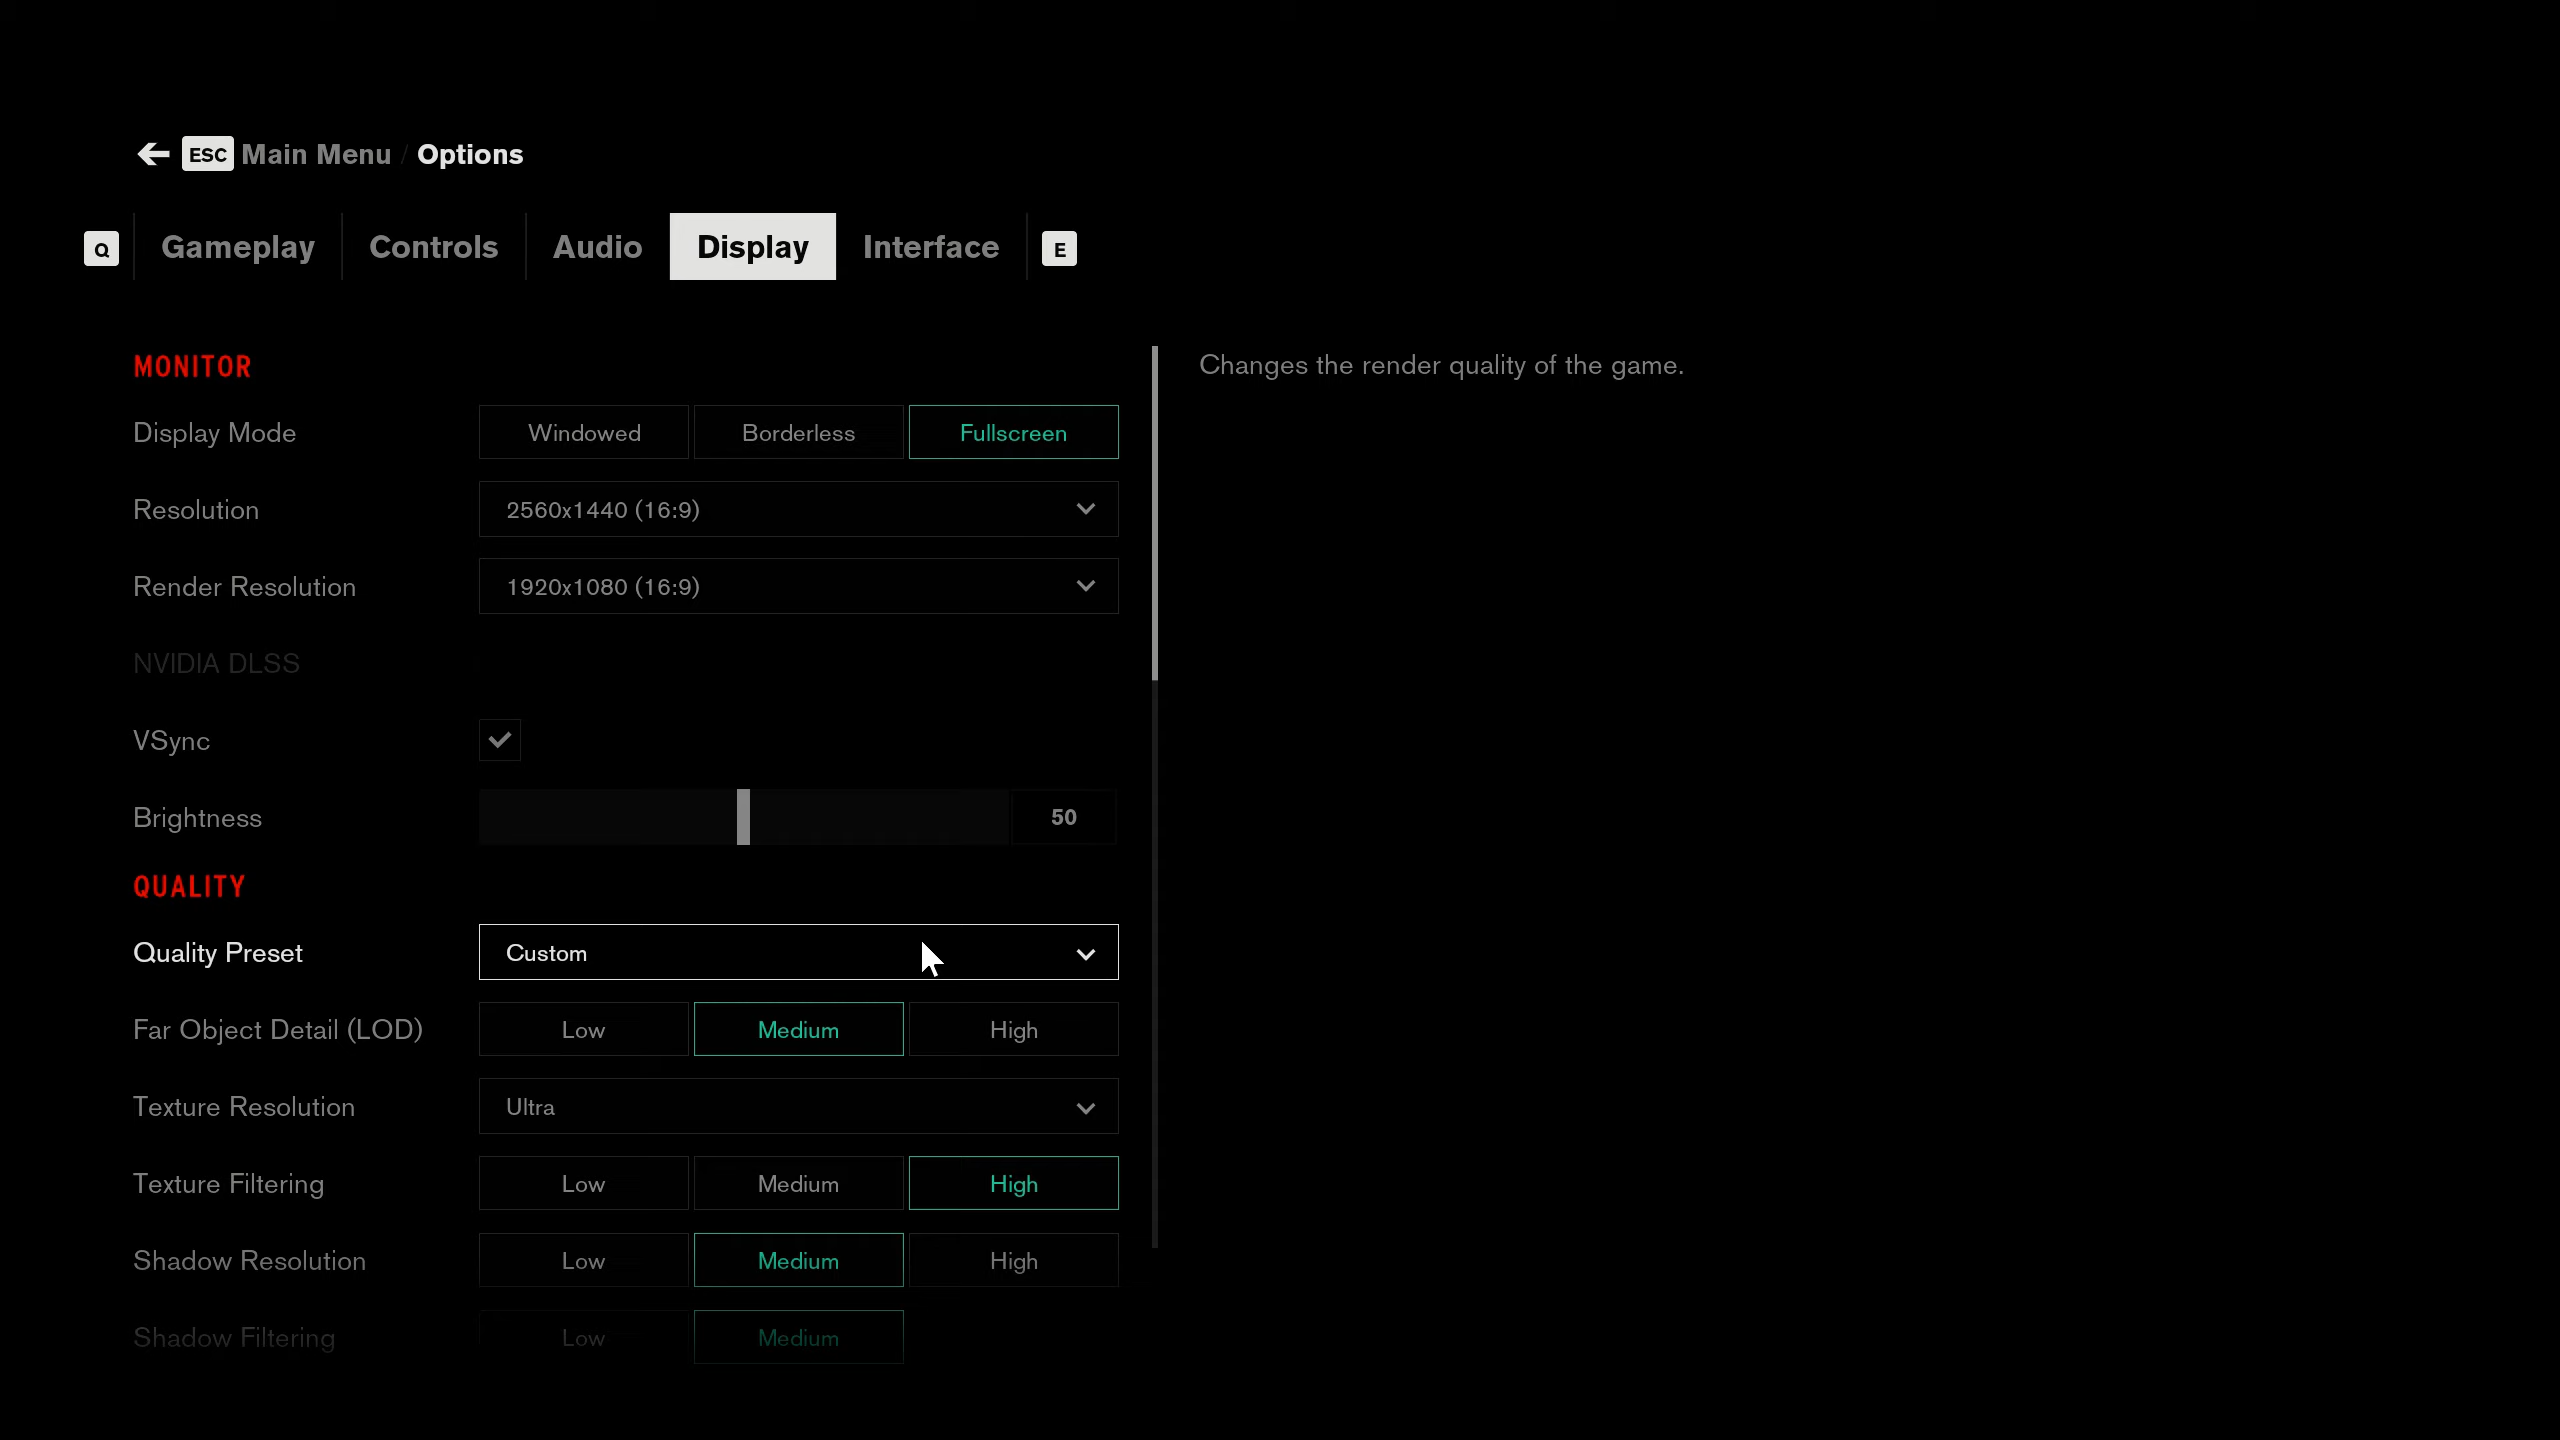 ESC Main Menu / Options
Q Gameplay Controls Audio Display Interface E
MONITOR
Changes the render quality of the game.
Display Mode Windowed Borderless Fullscreen
Resolution 2560x1440 (16:9)
Render Resolution 1920x1080 (16:9)
NVIDIA DLSS
VSync
Brightness 50
QUALITY
Quality Preset Custom
Far Object Detail (LOD) Low Medium High
Texture Resolution Ultra
Texture Filtering Low Medium High
Shadow Resolution Low Medium High
Shadow Filtering Low Medium